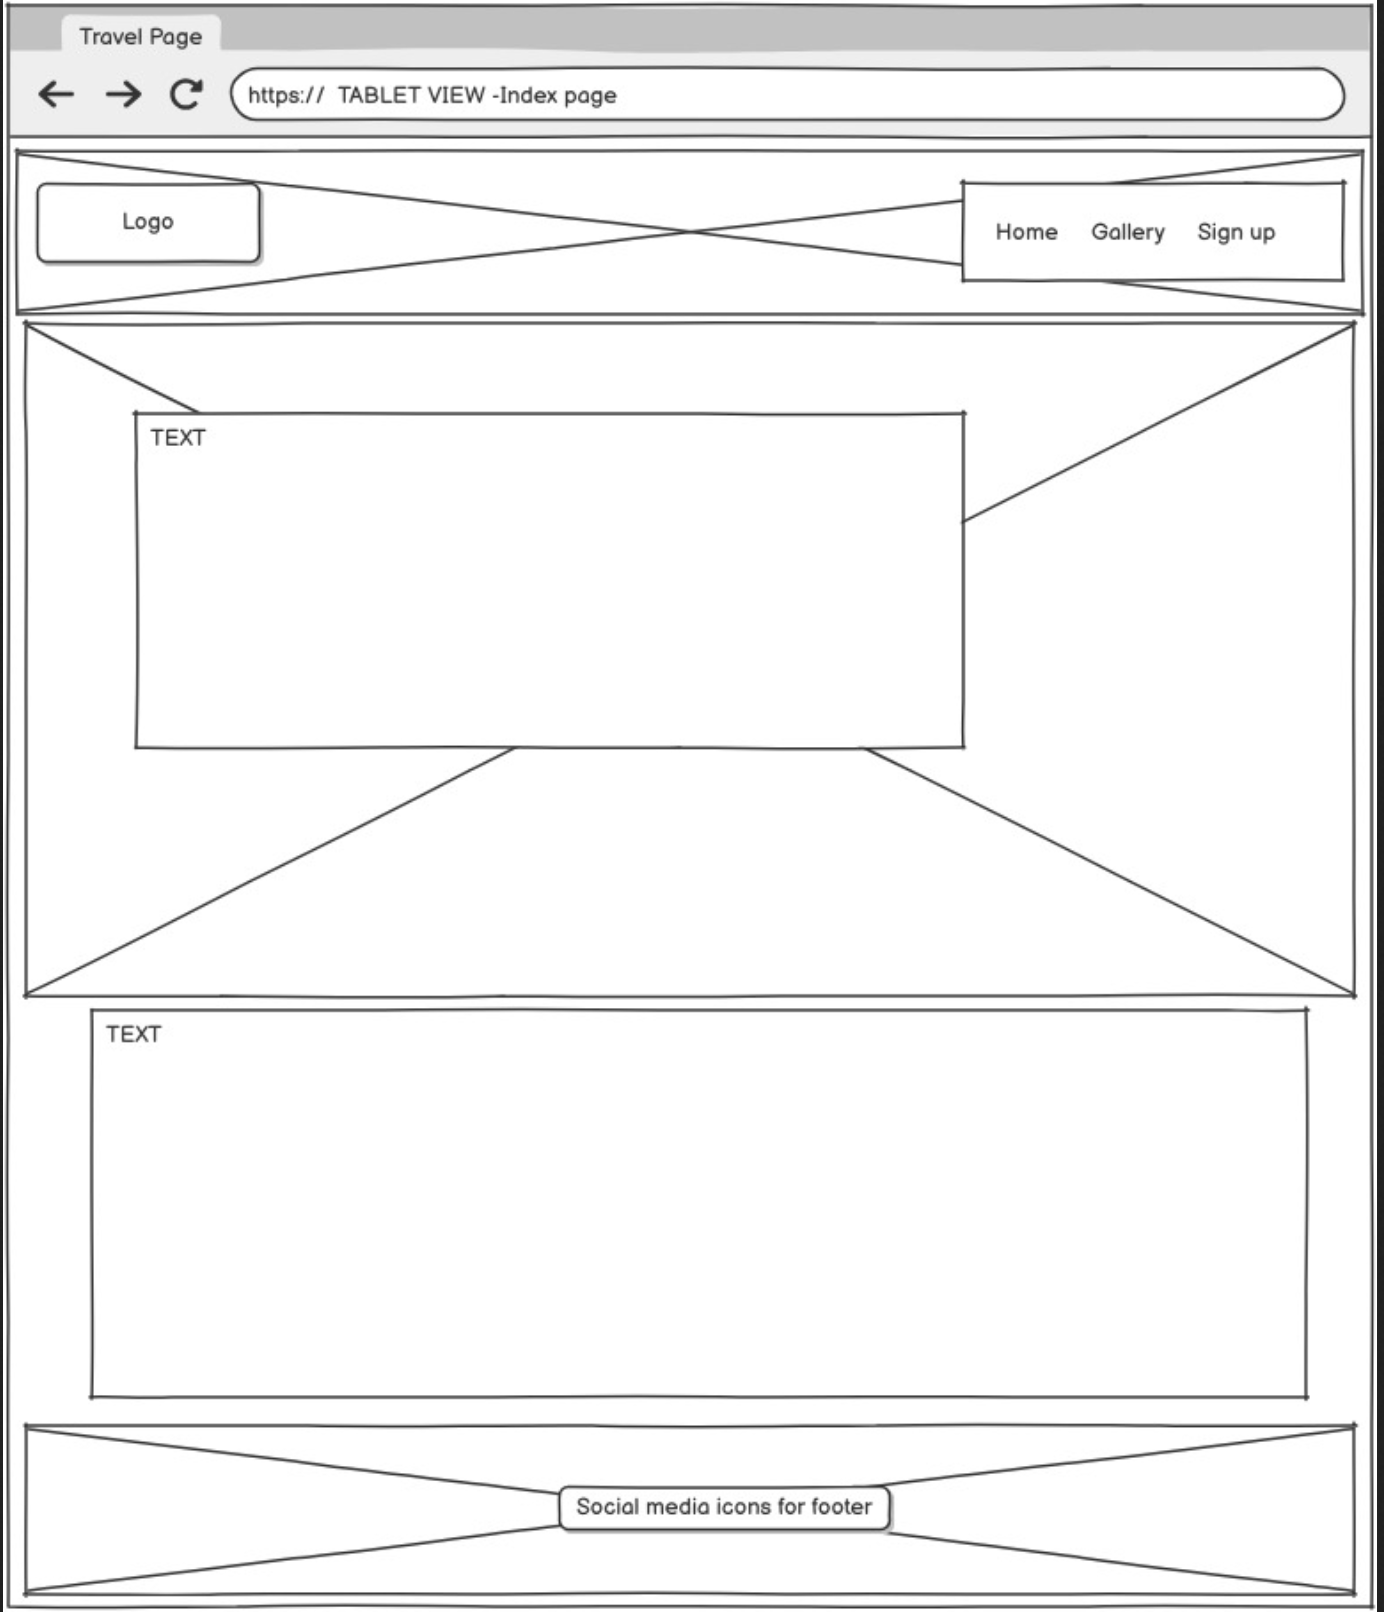 Travel Page
https://  TABLET VIEW -Index page
Logo
Home Gallery Sign up
TEXT
TEXT
Social media icons for footer